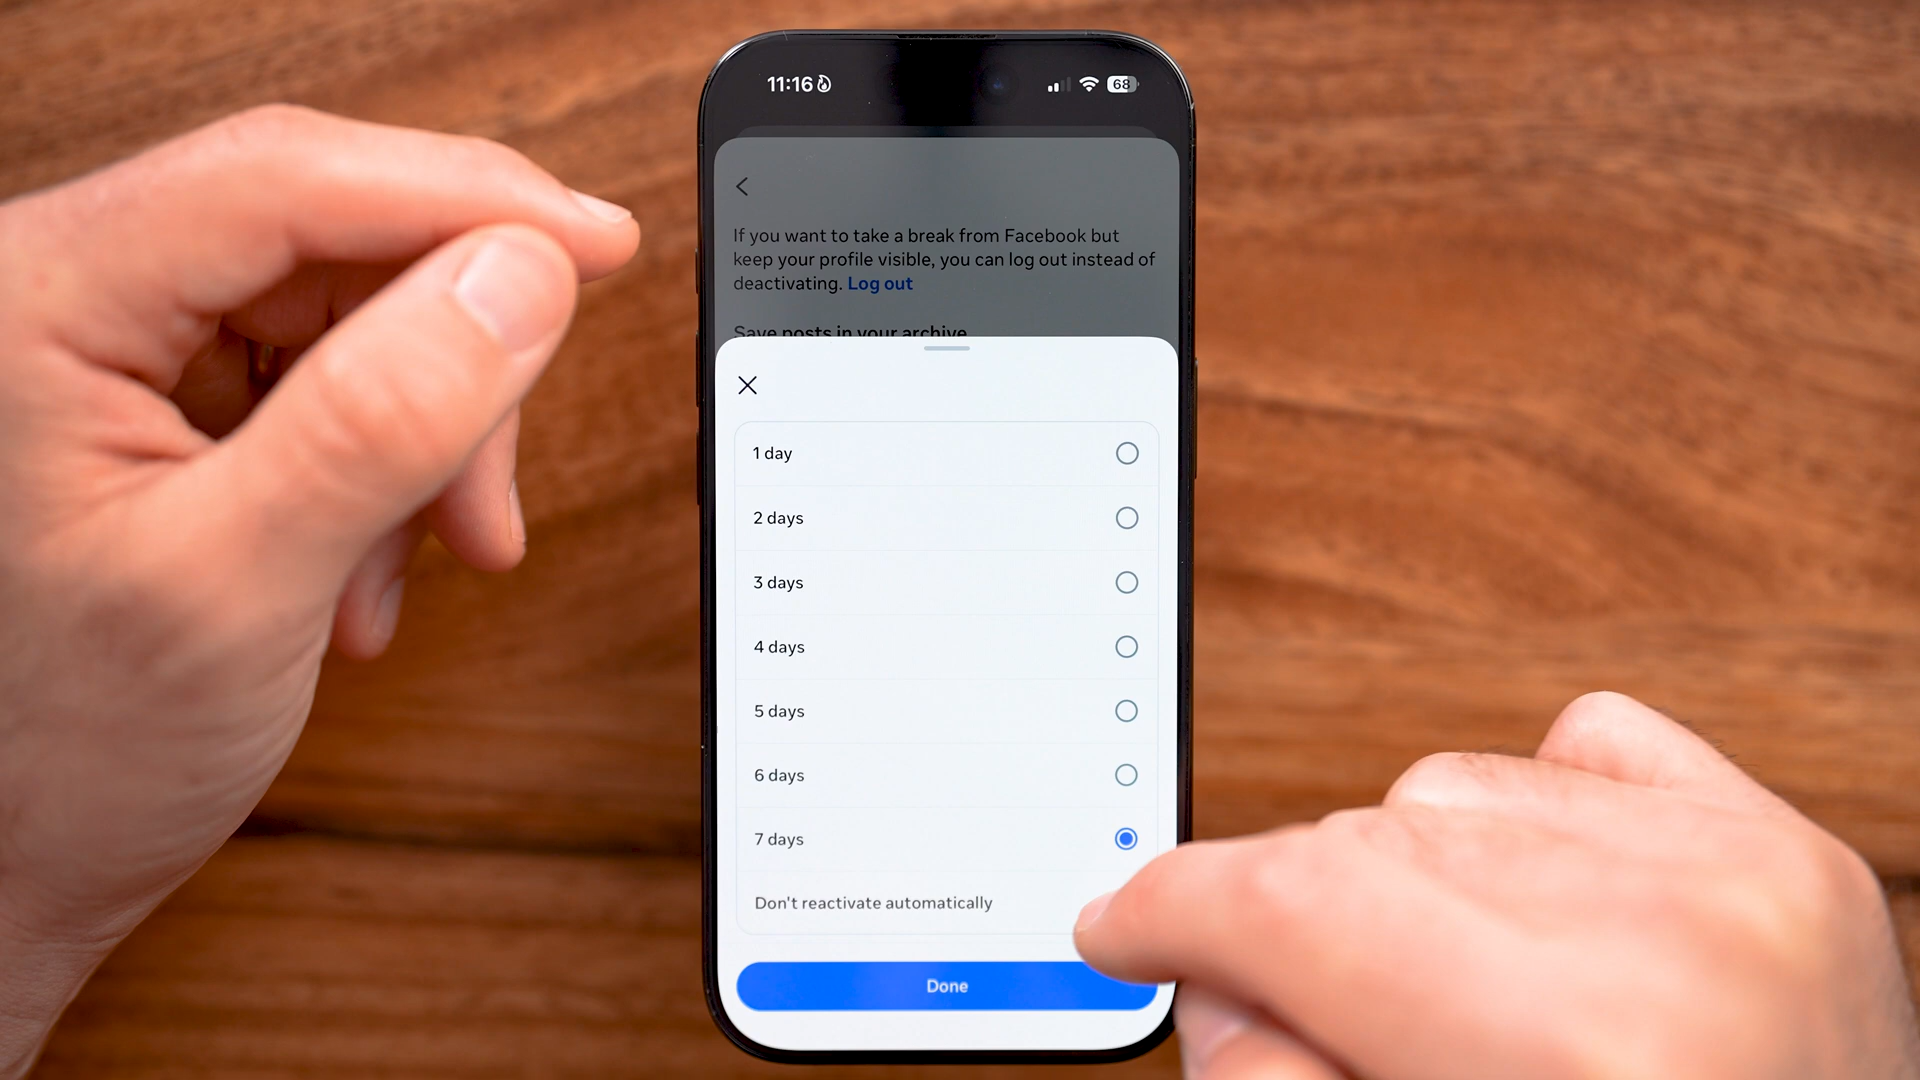 11:16
68
If you want to take a break from Facebook but
keep your profile visible, you can log out instead of
deactivating. Log out
Save posts in your archive
1 day
2 days
3 days
4 days
5 days
6 days
7 days
Don't reactivate automatically
Done